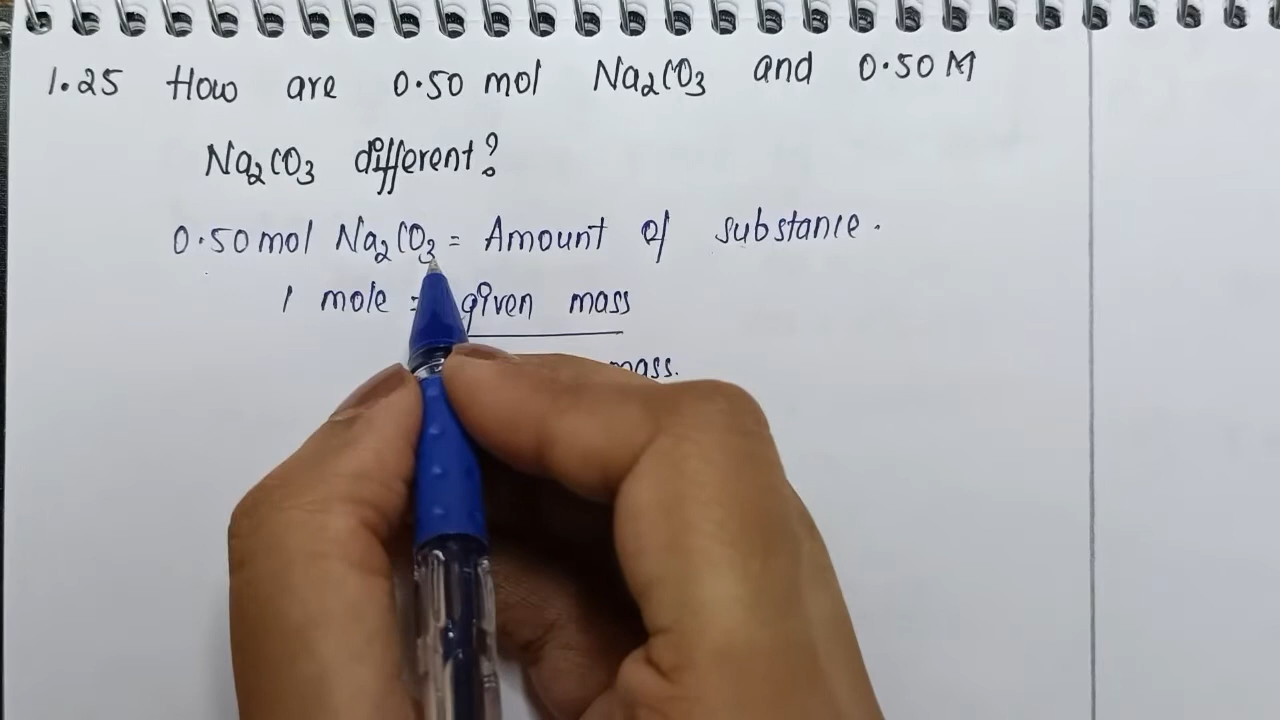 1.25 How are 0.50 mol Na2CO3 and 0.50 M
Na2CO3 different?
0.50 mol Na2CO3 = Amount of substance.
1 mole = given mass
mass.